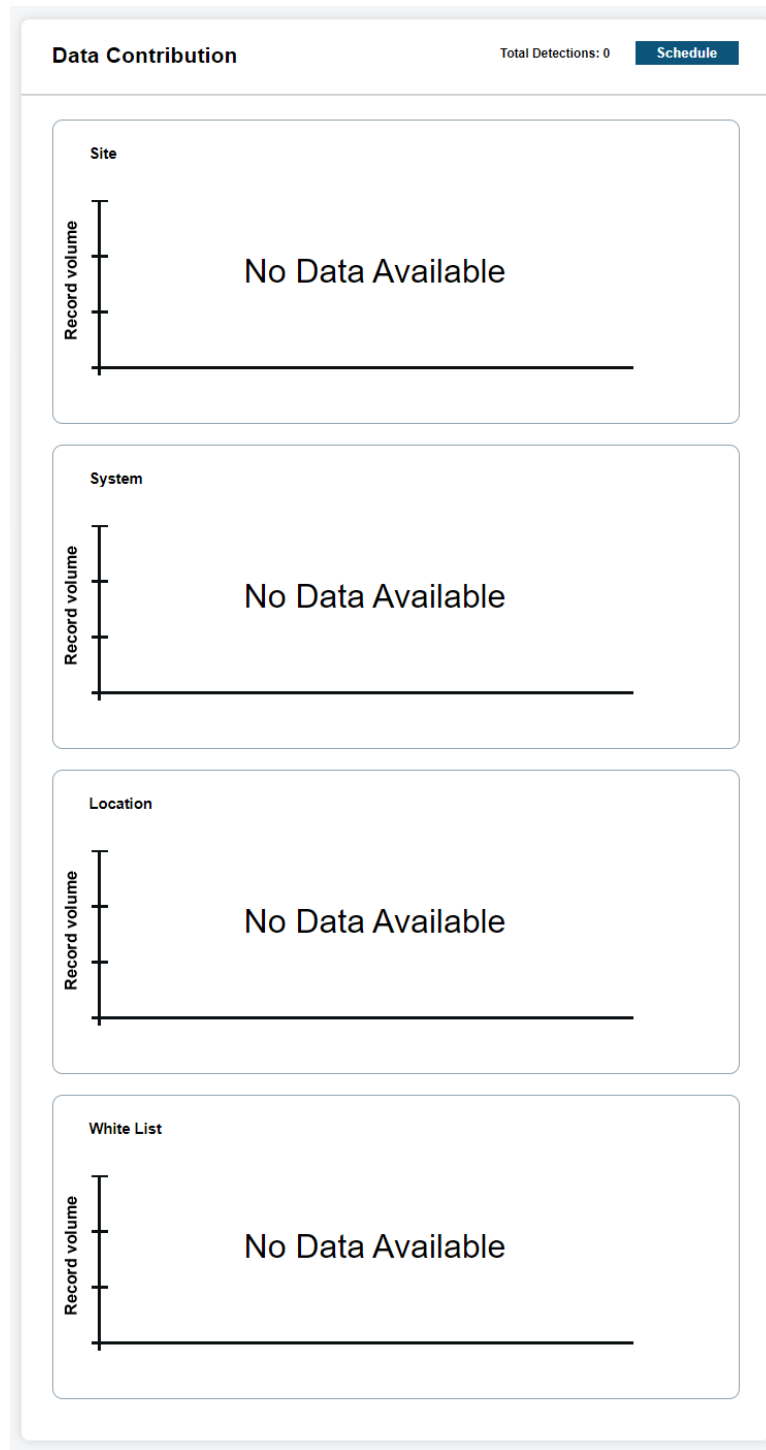 Data Contribution
Total Detections: 0
Schedule
Site
Record volume
No Data Available
System
Record volume
No Data Available
Location
Record volume
No Data Available
White List
Record volume
No Data Available